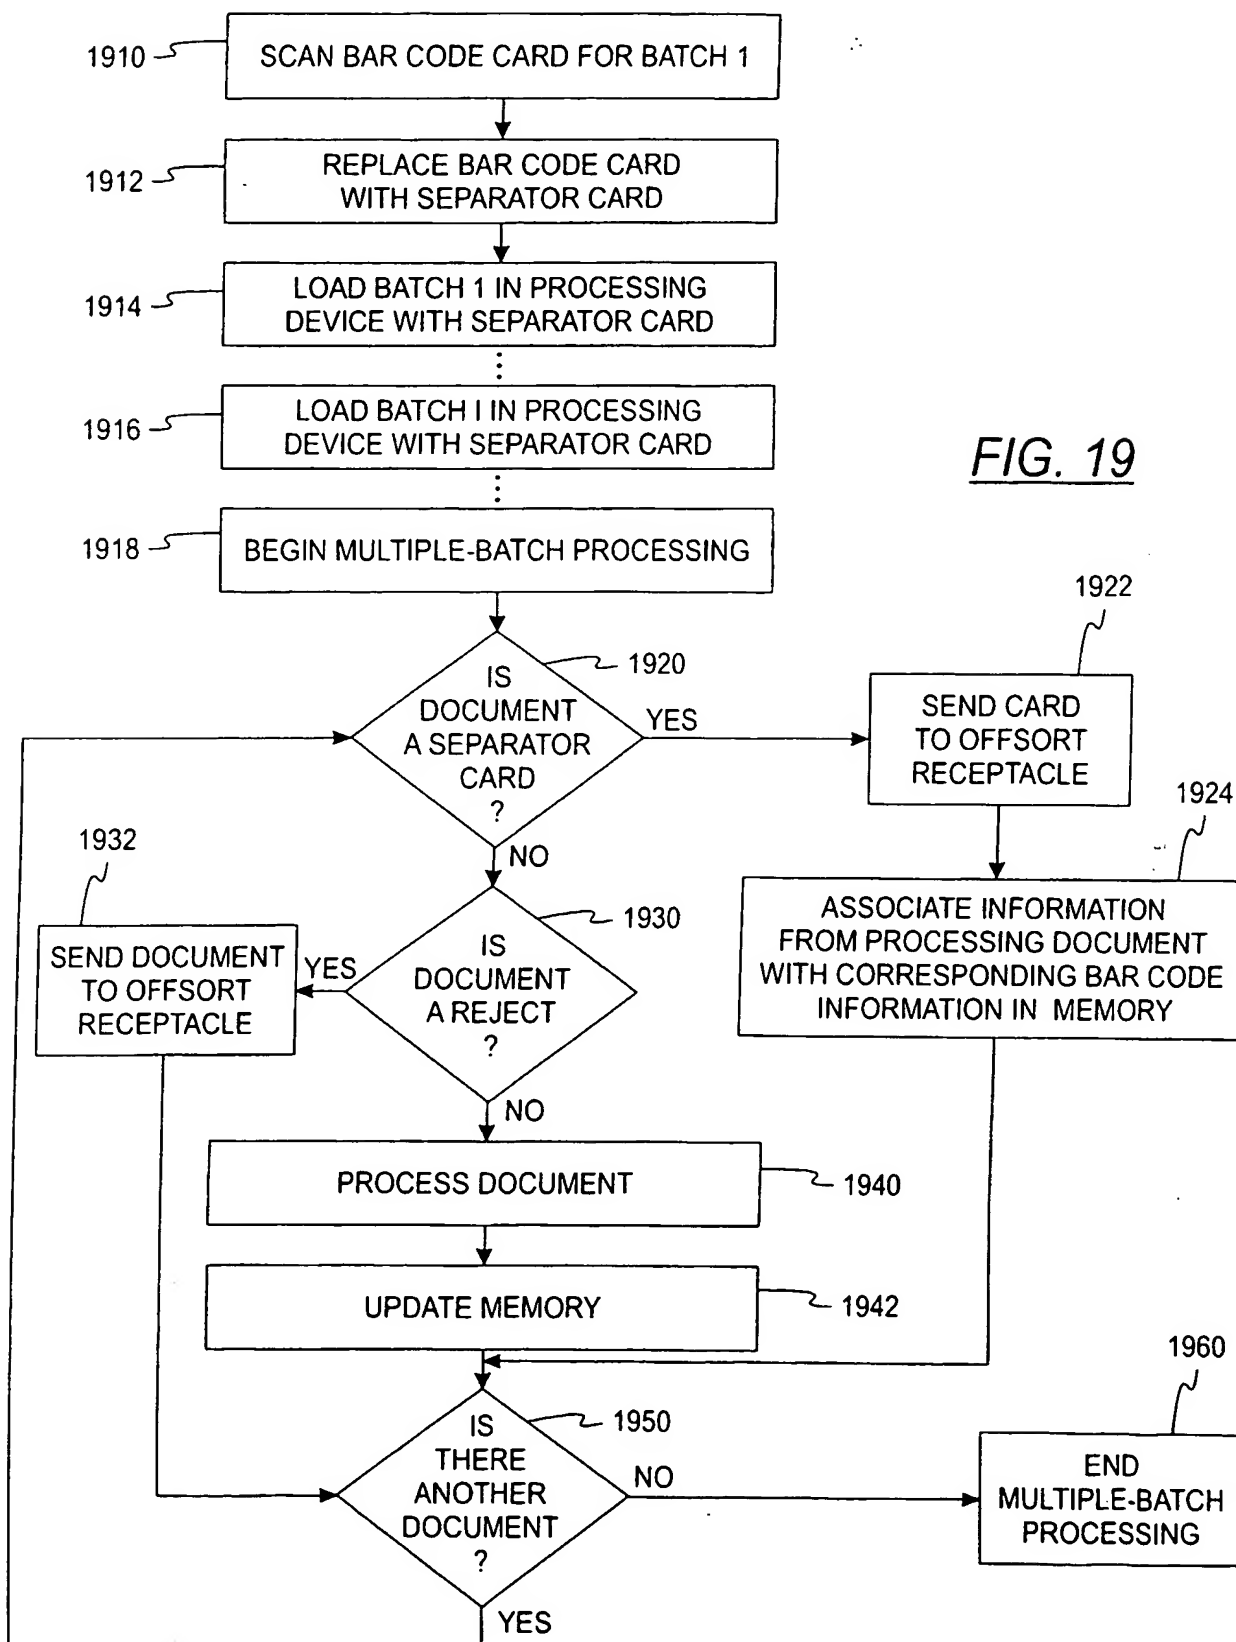 1910
SCAN BAR CODE CARD FOR BATCH 1
1912
REPLACE BAR CODE CARD
WITH SEPARATOR CARD
1914
LOAD BATCH 1 IN PROCESSING
DEVICE WITH SEPARATOR CARD
1916
LOAD BATCH I IN PROCESSING
DEVICE WITH SEPARATOR CARD
FIG. 19
1918
BEGIN MULTIPLE-BATCH PROCESSING
1920
IS
DOCUMENT
A SEPARATOR
CARD
?
YES
1922
SEND CARD
TO OFFSORT
RECEPTACLE
NO
1924
ASSOCIATE INFORMATION
FROM PROCESSING DOCUMENT
WITH CORRESPONDING BAR CODE
INFORMATION IN MEMORY
1930
IS
DOCUMENT
A REJECT
?
YES
1932
SEND DOCUMENT
TO OFFSORT
RECEPTACLE
NO
PROCESS DOCUMENT
1940
UPDATE MEMORY
1942
1950
IS
THERE
ANOTHER
DOCUMENT
?
NO
1960
END
MULTIPLE-BATCH
PROCESSING
YES